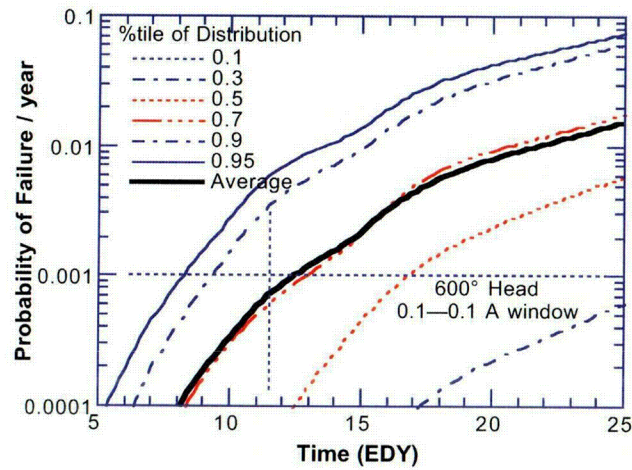 0.1
%tile of Distribution
0.1
0.3
0.5
0.7
0.9
0.95
Average
0.01
0.001
0.0001
Probability of Failure / year
600° Head
0.1—0.1 A window
5
10
15
20
25
Time (EDY)